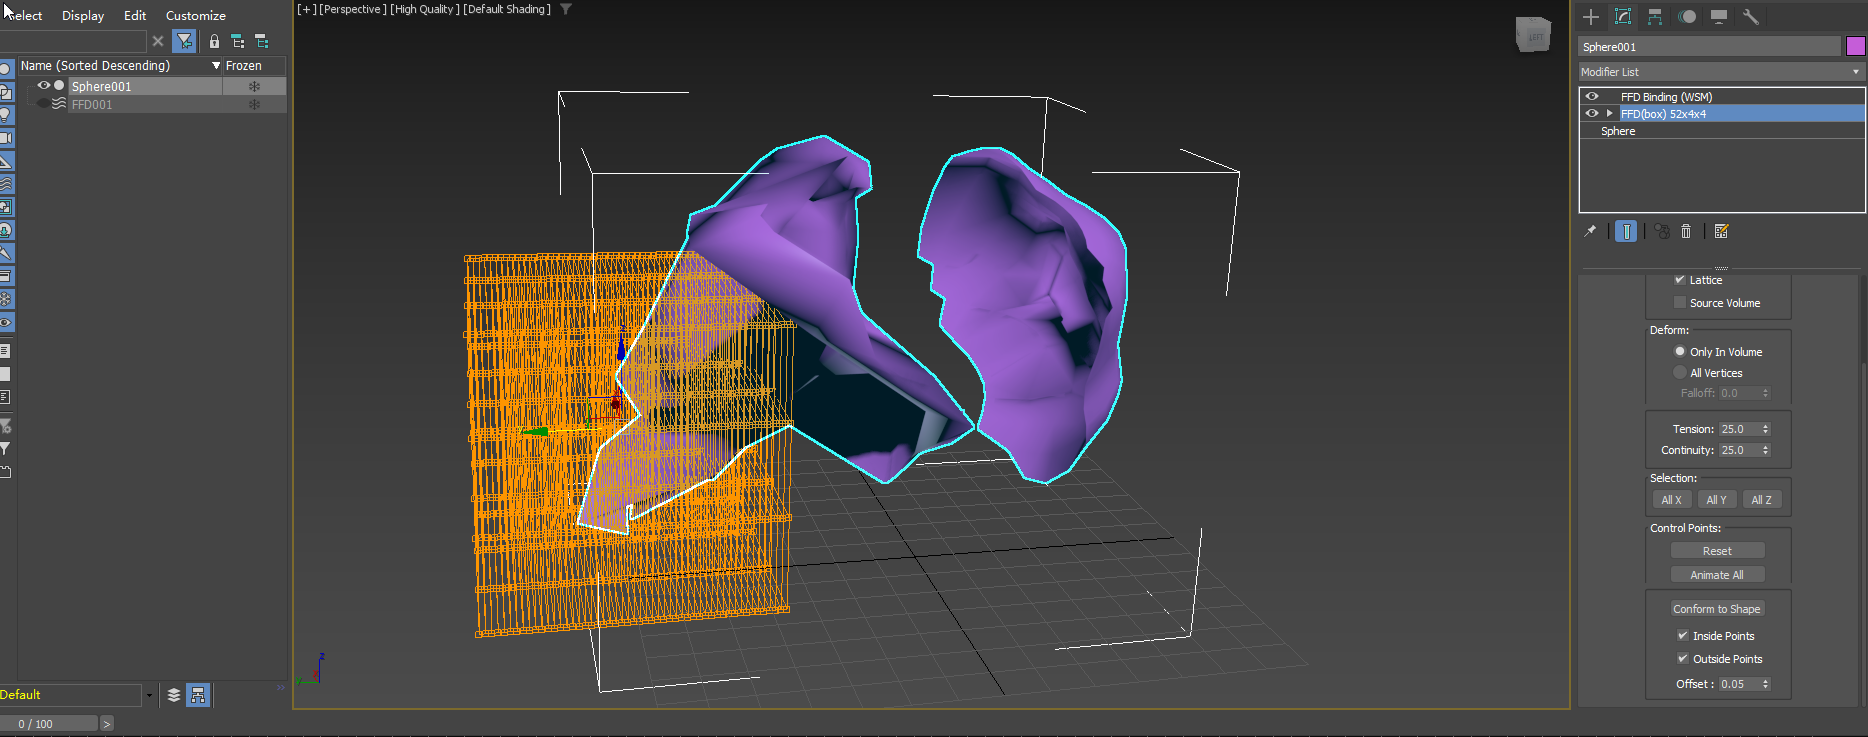 Select Display Edit Customize
Name (Sorted Descending) Frozen
Sphere001
FFD001
Default
0 / 100 >
[+] [Perspective ] [High Quality ] [Default Shading ]
LEFT
z
z
y
Sphere001
Modifier List
FFD Binding (WSM)
FFD(box) 52x4x4
Sphere
Lattice
Source Volume
Deform:
Only In Volume
All Vertices
Falloff: 0.0
Tension: 25.0
Continuity: 25.0
Selection:
All X All Y All Z
Control Points:
Reset
Animate All
Conform to Shape
Inside Points
Outside Points
Offset : 0.05